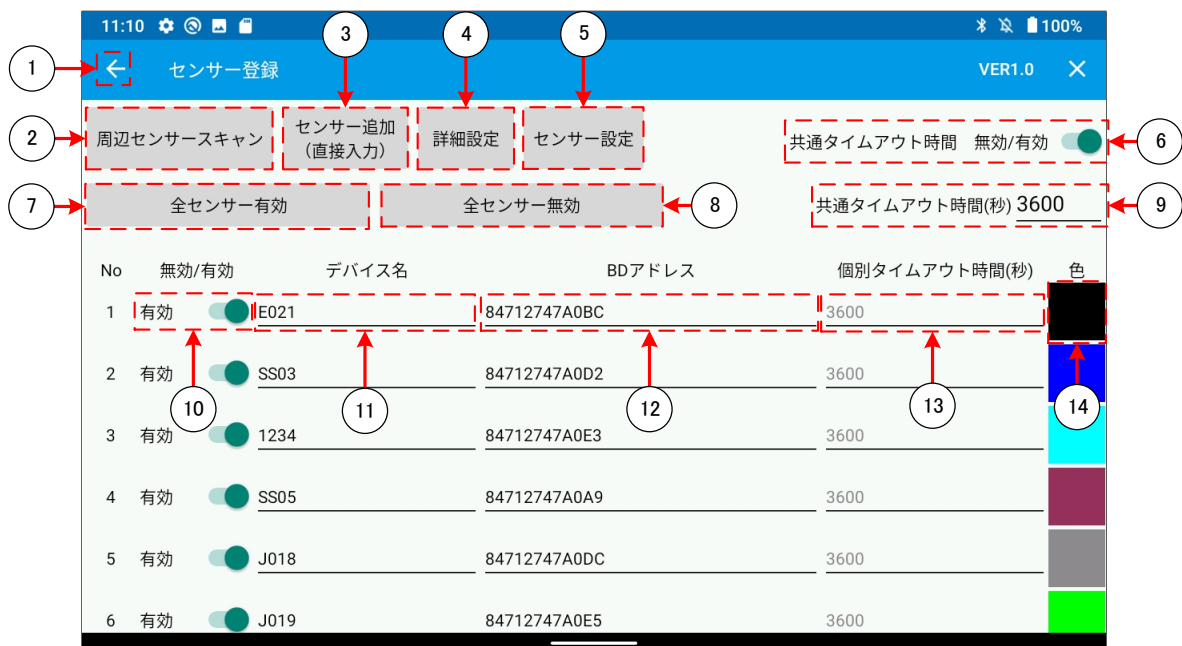 11:10 100%
3 4 5
1 センサー登録 VER1.0
センサー追加
2 周辺センサースキャン (直接入力) 詳細設定 センサー設定 共通タイムアウト時間 無効/有効 6
7 全センサー有効 全センサー無効 8 共通タイムアウト時間(秒) 3600 9
No 無効/有効 デバイス名 BDアドレス 個別タイムアウト時間(秒) 色
1 有効 E021 84712747A0BC 3600
2 有効 SS03 84712747A0D2 3600
10 11 12 13 14
3 有効 1234 84712747A0E3 3600
4 有効 SS05 84712747A0A9 3600
5 有効 J018 84712747A0DC 3600
6 有効 J019 84712747A0E5 3600